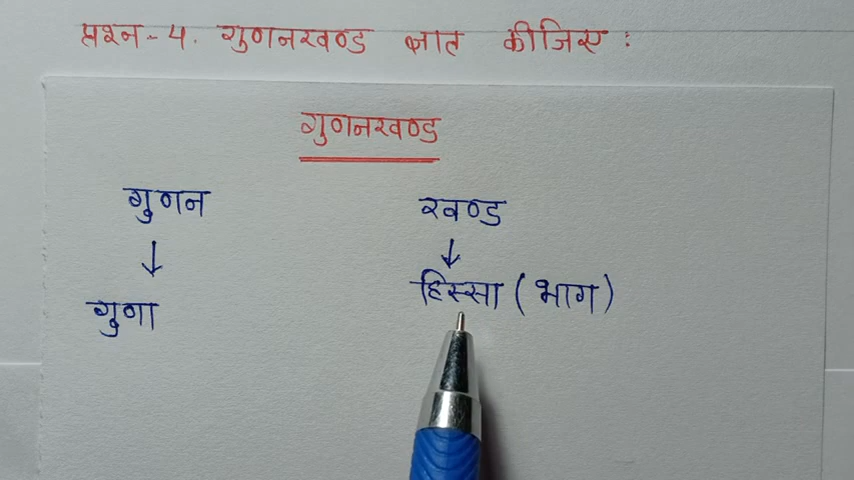 प्रश्न - 4. गुणनखण्ड ज्ञात कीजिए :
गुणनखण्ड
गुणन खण्ड
↓ ↓
गुणा हिस्सा ( भाग )